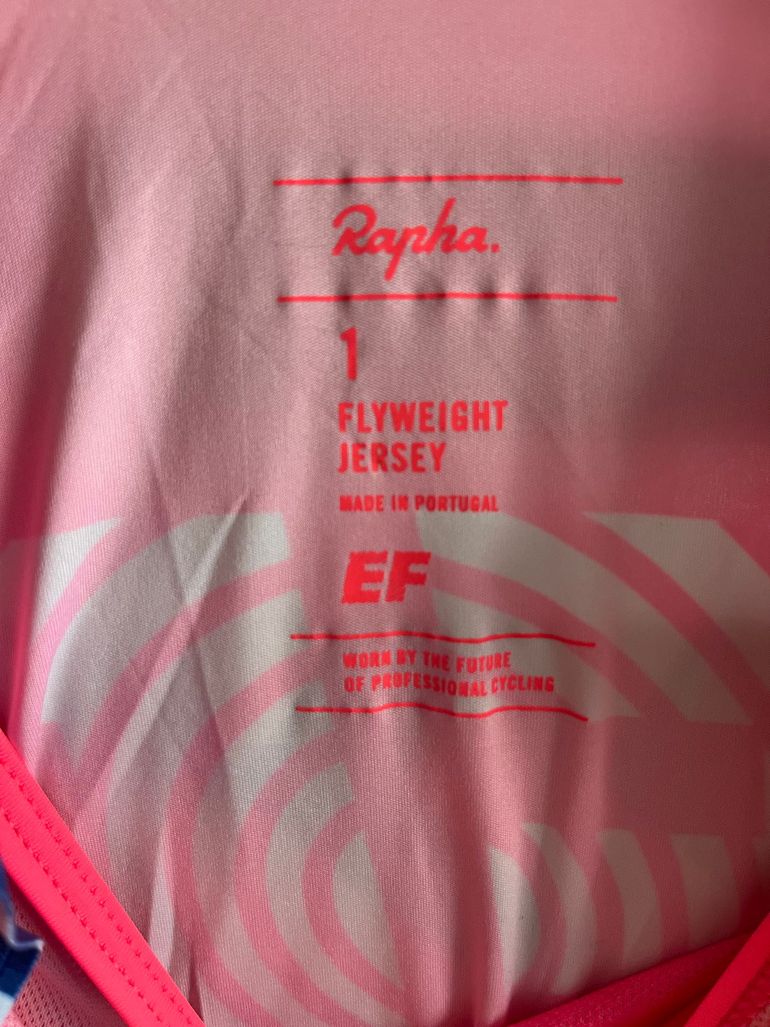 Rapha.
1
FLYWEIGHT
JERSEY
MADE IN PORTUGAL
EF
WORN BY THE FUTURE
OF PROFESSIONAL CYCLING